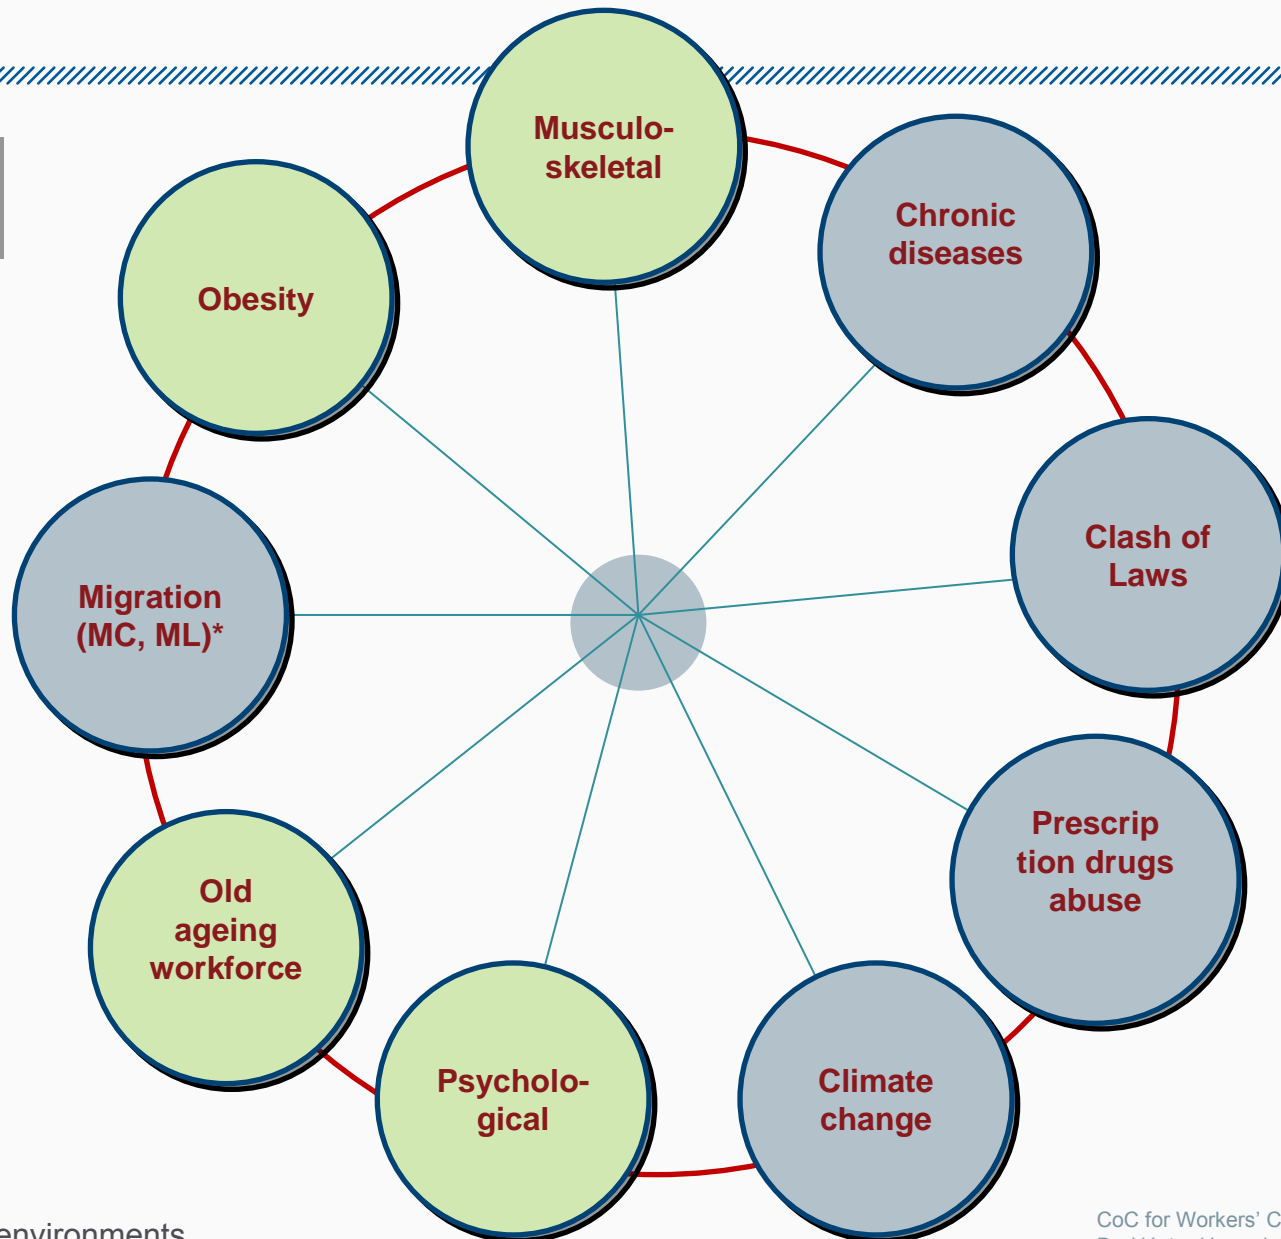 Musculo-
skeletal
Chronic
diseases
Obesity
Clash of
Laws
Migration
(MC, ML)*
Prescrip
tion drugs
abuse
Old
ageing
workforce
Psycholo-
gical
Climate
change
environments
CoC for Workers' C